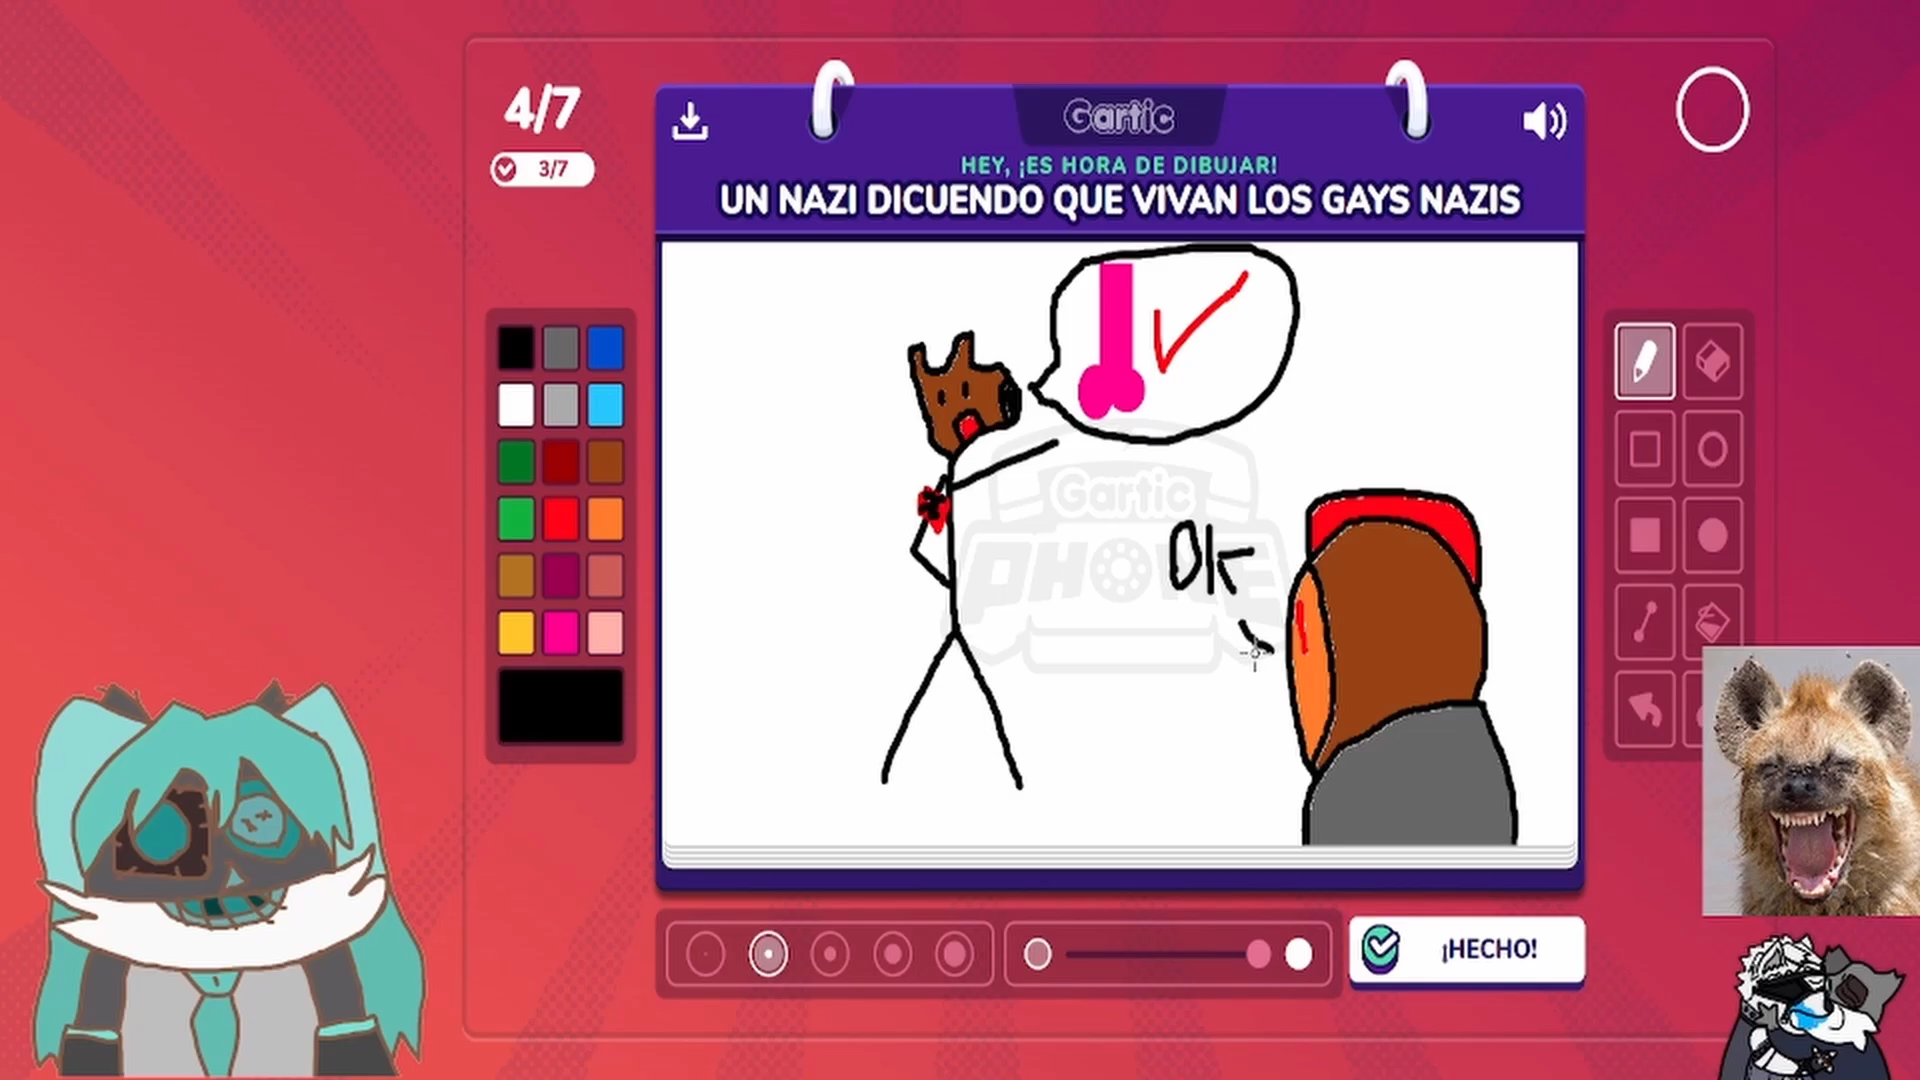 4/7
3/7
Gartic
HEY, ¡ES HORA DE DIBUJAR!
UN NAZI DICUENDO QUE VIVAN LOS GAYS NAZIS
Gartic
PHONE
OK
¡HECHO!